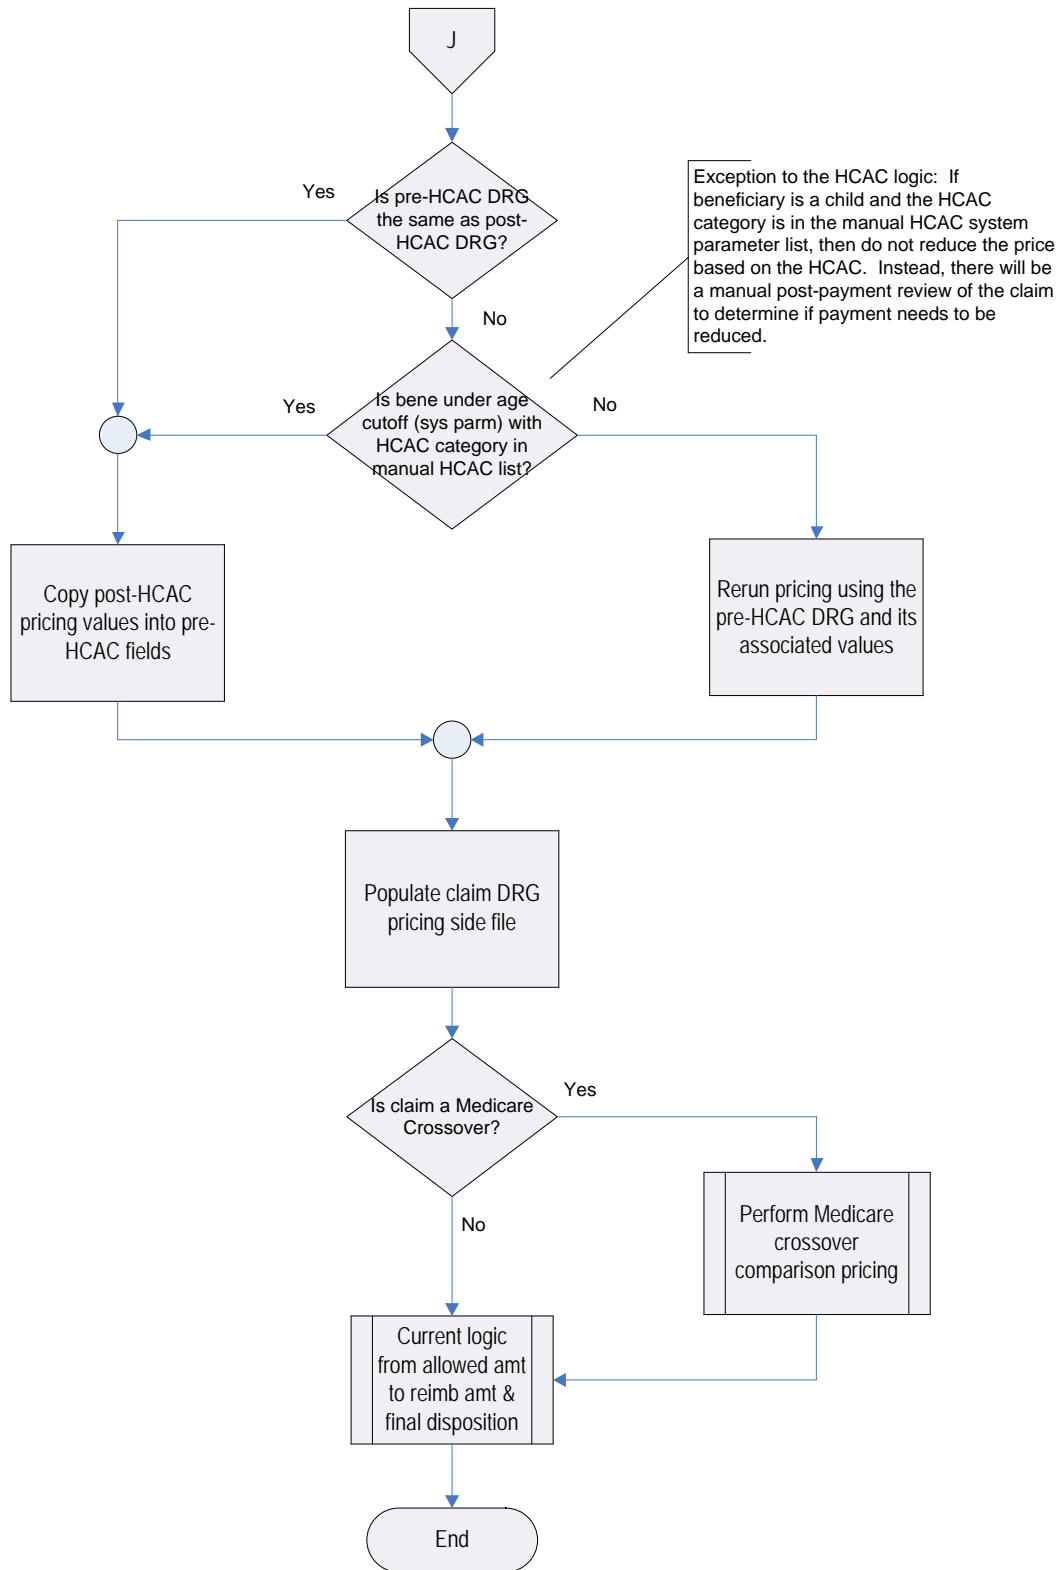 J
Is pre-HCAC DRG
the same as post-
HCAC DRG?
Yes
No
Exception to the HCAC logic:  If
beneficiary is a child and the HCAC
category is in the manual HCAC system
parameter list, then do not reduce the price
based on the HCAC.  Instead, there will be
a manual post-payment review of the claim
to determine if payment needs to be
reduced.
Is bene under age
cutoff (sys parm) with
HCAC category in
manual HCAC list?
Yes
No
Copy post-HCAC
pricing values into pre-
HCAC fields
Rerun pricing using the
pre-HCAC DRG and its
associated values
Populate claim DRG
pricing side file
Is claim a Medicare
Crossover?
Yes
No
Perform Medicare
crossover
comparison pricing
Current logic
from allowed amt
to reimb amt &
final disposition
End